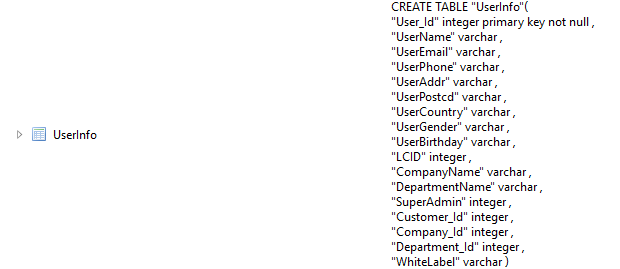 CREATE TABLE "UserInfo"(
"User_Id" integer primary key not null ,
"UserName" varchar ,
"UserEmail" varchar ,
"UserPhone" varchar ,
"UserAddr" varchar ,
"UserPostcd" varchar ,
"UserCountry" varchar ,
"UserGender" varchar ,
UserInfo
"UserBirthday" varchar ,
"LCID" integer ,
"CompanyName" varchar ,
"DepartmentName" varchar ,
"SuperAdmin" integer ,
"Customer_Id" integer ,
"Company_Id" integer ,
"Department_Id" integer ,
"WhiteLabel" varchar )